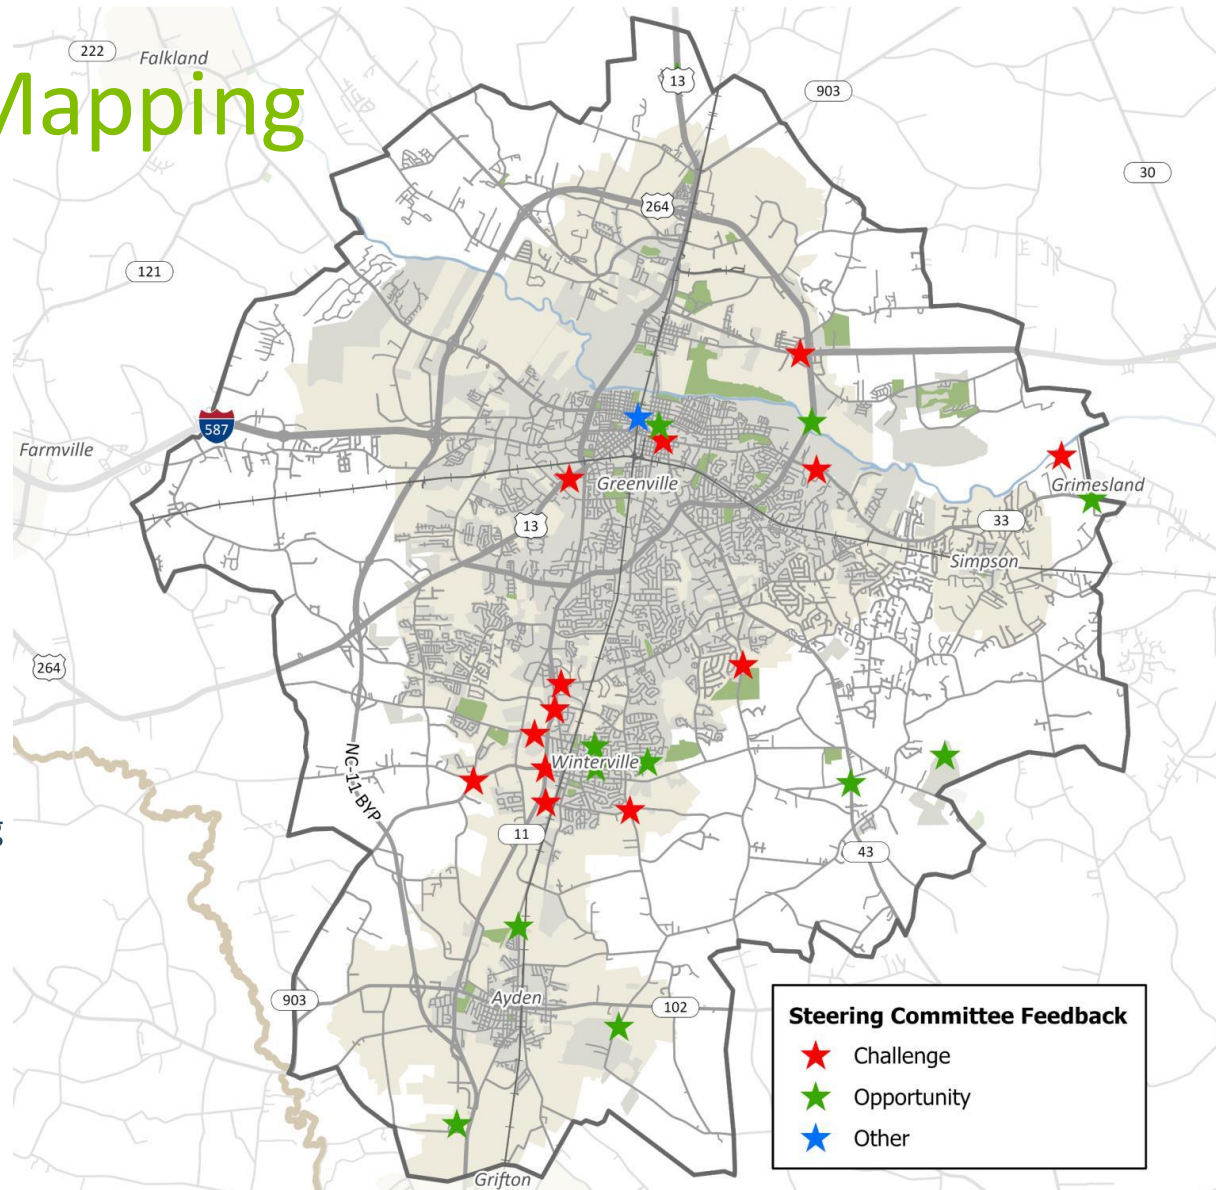 222
Falkland
Mapping
13
903
30
264
121
587
Farmville
Greenville
Grimesland
13
33
Simpson
264
NC-11-BYP
Winterville
g
11
43
903
Ayden
102
Steering Committee Feedback
Challenge
Opportunity
Other
Grifton